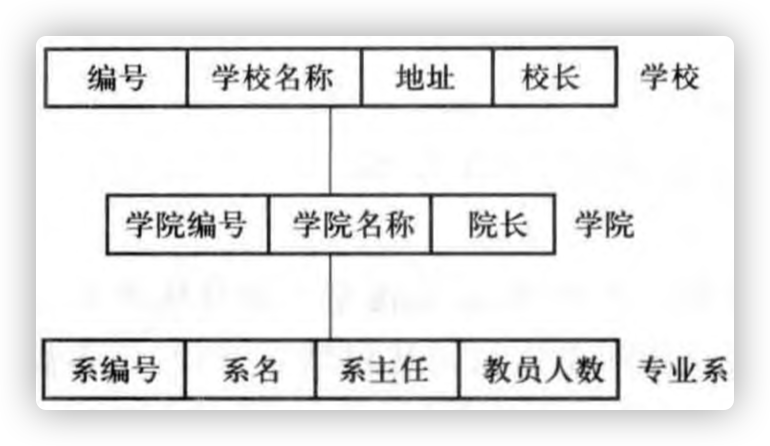 编号 学校名称 地址 校长 学校
学院编号 学院名称 院长 学院
系编号 系名 系主任 教员人数 专业系